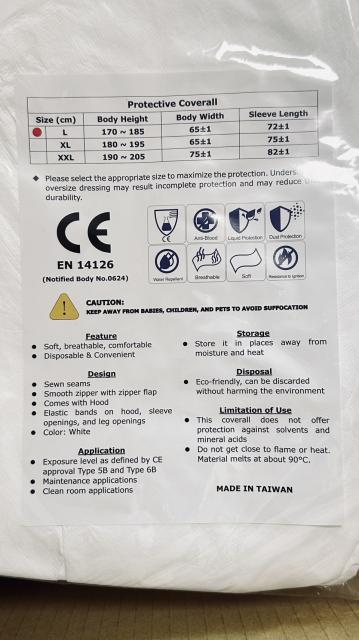 Protective Coverall
Size (cm) Body Height Body Width Sleeve Length
L 170 ~ 185 65±1 72±1
XL 180 ~ 195 65±1 75±1
XXL 190 ~ 205 75±1 82±1
◆ Please select the appropriate size to maximize the protection. Under
oversize dressing may result incomplete protection and may reduce
durability.
CE
EN 14126
(Notified Body No.0624)
CE Anti-Blood Liquid Protection Dust Protection
Water Repellent Breathable Soft Resistance to Ignition
CAUTION:
KEEP AWAY FROM BABIES, CHILDREN, AND PETS TO AVOID SUFFOCATION
Feature
● Soft, breathable, comfortable
● Disposable & Convenient
Design
● Sewn seams
● Smooth zipper with zipper flap
● Comes with Hood
● Elastic bands on hood, sleeve
openings, and leg openings
● Color: White
Application
● Exposure level as defined by CE
approval Type 5B and Type 6B
● Maintenance applications
● Clean room applications
Storage
● Store it in places away from
moisture and heat
Disposal
● Eco-friendly, can be discarded
without harming the environment
Limitation of Use
● This coverall does not offer
protection against solvents and
mineral acids
● Do not get close to flame or heat.
Material melts at about 90°C.
MADE IN TAIWAN